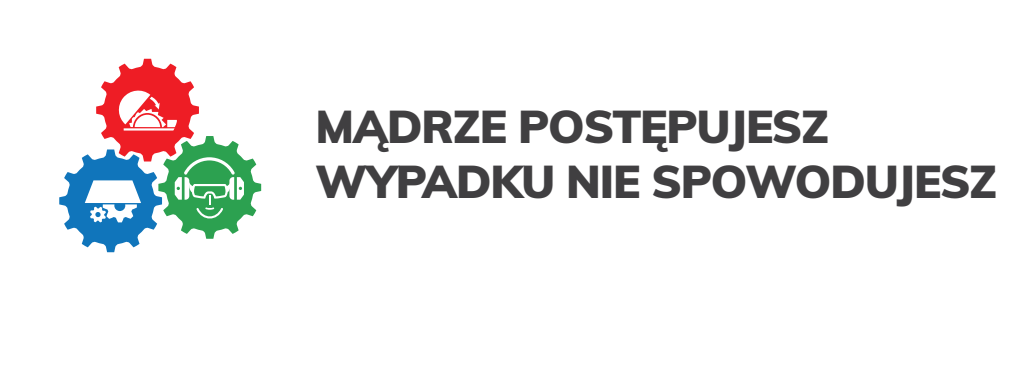 MĄDRZE POSTĘPUJESZ
WYPADKU NIE SPOWODUJESZ